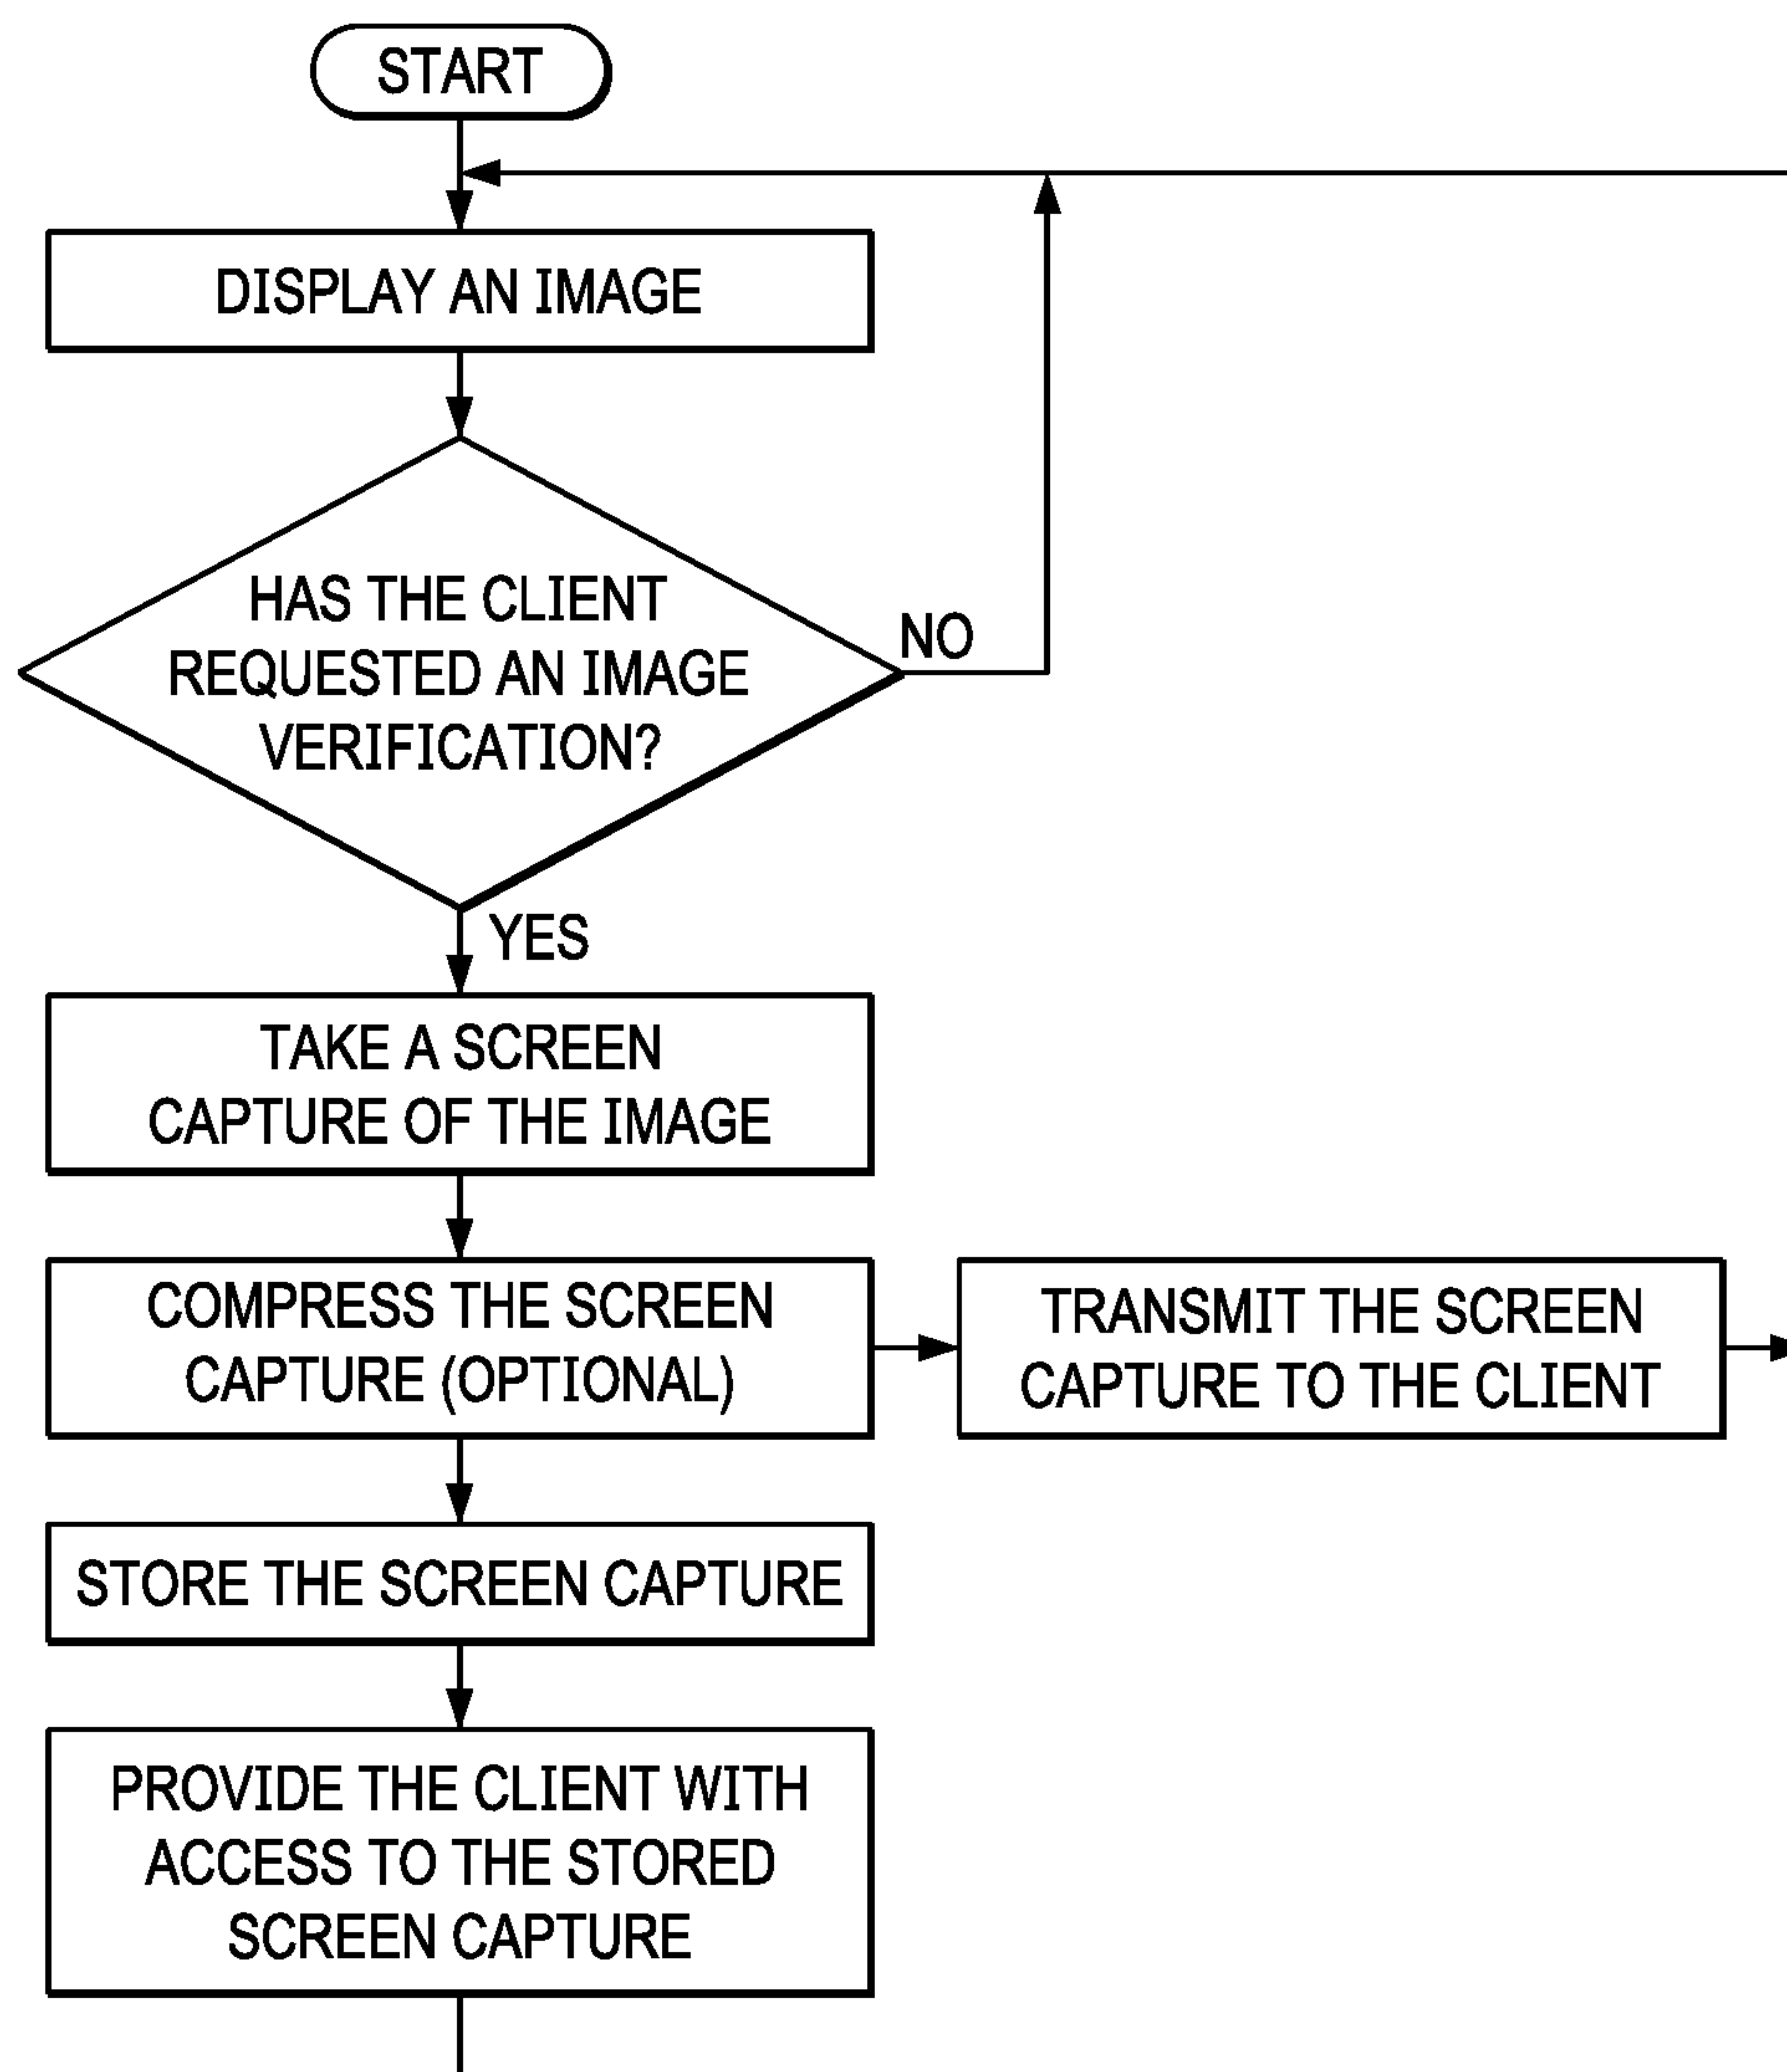 START
DISPLAY AN IMAGE
HAS THE CLIENT
REQUESTED AN IMAGE
VERIFICATION?
NO
YES
TAKE A SCREEN
CAPTURE OF THE IMAGE
COMPRESS THE SCREEN
CAPTURE (OPTIONAL)
TRANSMIT THE SCREEN
CAPTURE TO THE CLIENT
STORE THE SCREEN CAPTURE
PROVIDE THE CLIENT WITH
ACCESS TO THE STORED
SCREEN CAPTURE